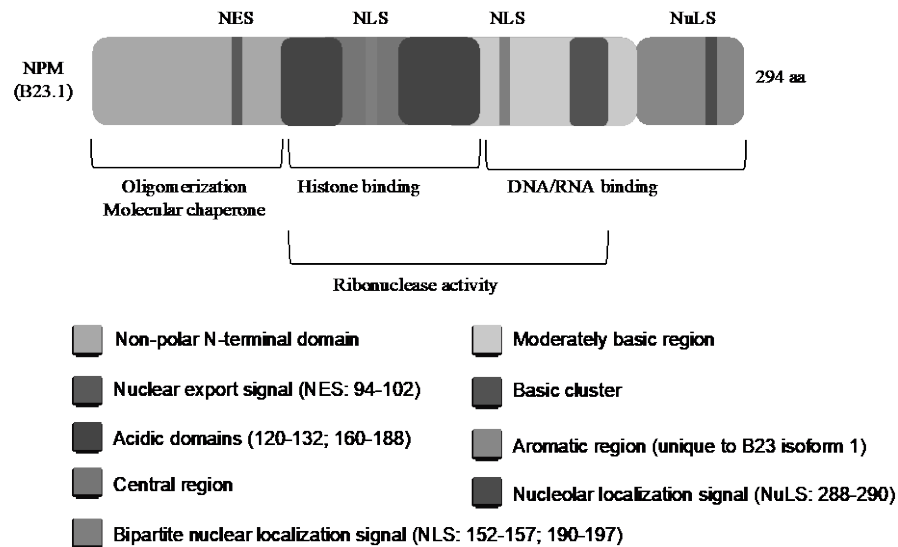 NES NLS NLS NuLS
NPM
(B23.1)
294 aa
Oligomerization
Molecular chaperone
Histone binding
DNA/RNA binding
Ribonuclease activity
Non-polar N-terminal domain
Nuclear export signal (NES: 94-102)
Acidic domains (120-132; 160-188)
Central region
Bipartite nuclear localization signal (NLS: 152-157; 190-197)
Moderately basic region
Basic cluster
Aromatic region (unique to B23 isoform 1)
Nucleolar localization signal (NuLS: 288-290)